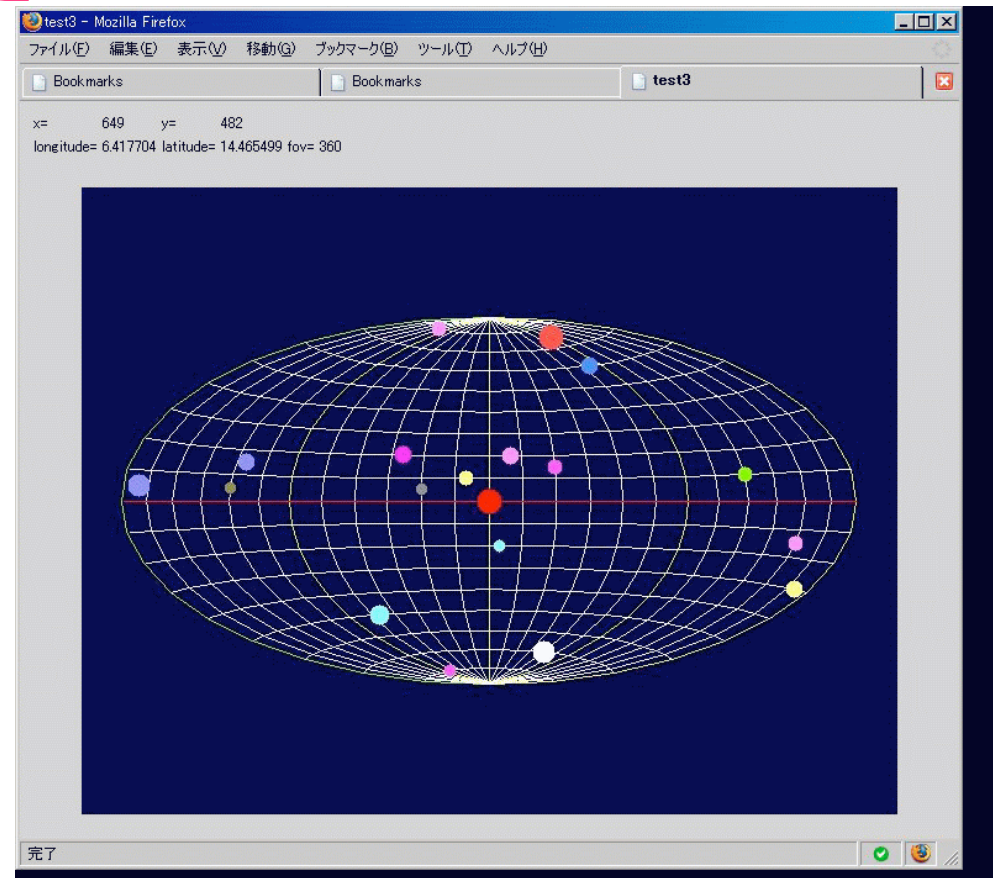 test3 - Mozilla Firefox
ファイル(F) 編集(E) 表示(V) 移動(G) ブックマーク(B) ツール(T) ヘルプ(H)
Bookmarks Bookmarks test3
x= 649 y= 482
longitude= 6.417704 latitude= 14.465499 fov= 360
完了